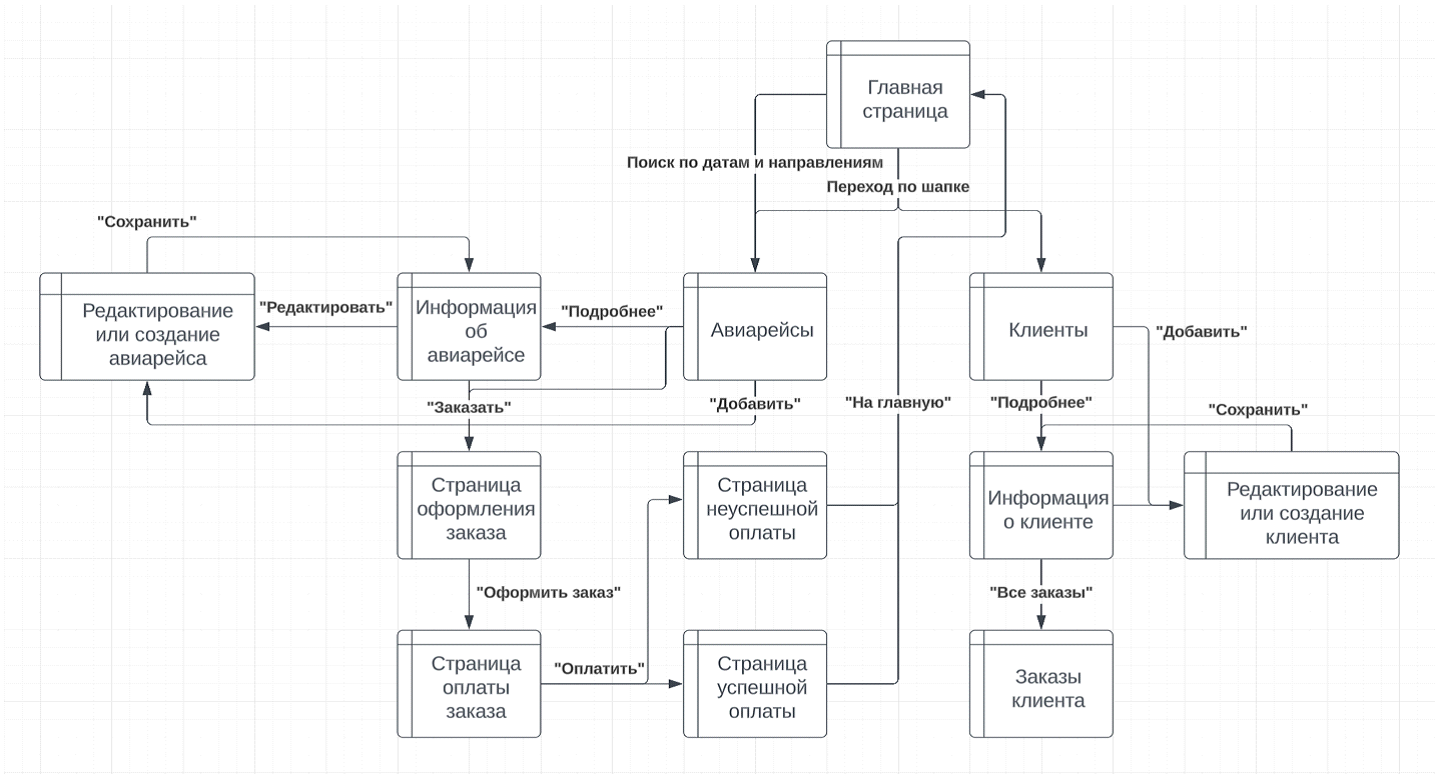 Главная
страница
Поиск по датам и направлениям
Переход по шапке
"Сохранить"
Редактирование
или создание
авиарейса
"Редактировать"
Информация
об
авиарейсе
"Подробнее"
Авиарейсы
Клиенты
"Добавить"
"Заказать"
"Добавить"
"На главную"
"Подробнее"
"Сохранить"
Страница
оформления
заказа
Страница
неуспешной
оплаты
Информация
о клиенте
Редактирование
или создание
клиента
"Оформить заказ"
"Все заказы"
Страница
оплаты
заказа
"Оплатить"
Страница
успешной
оплаты
Заказы
клиента